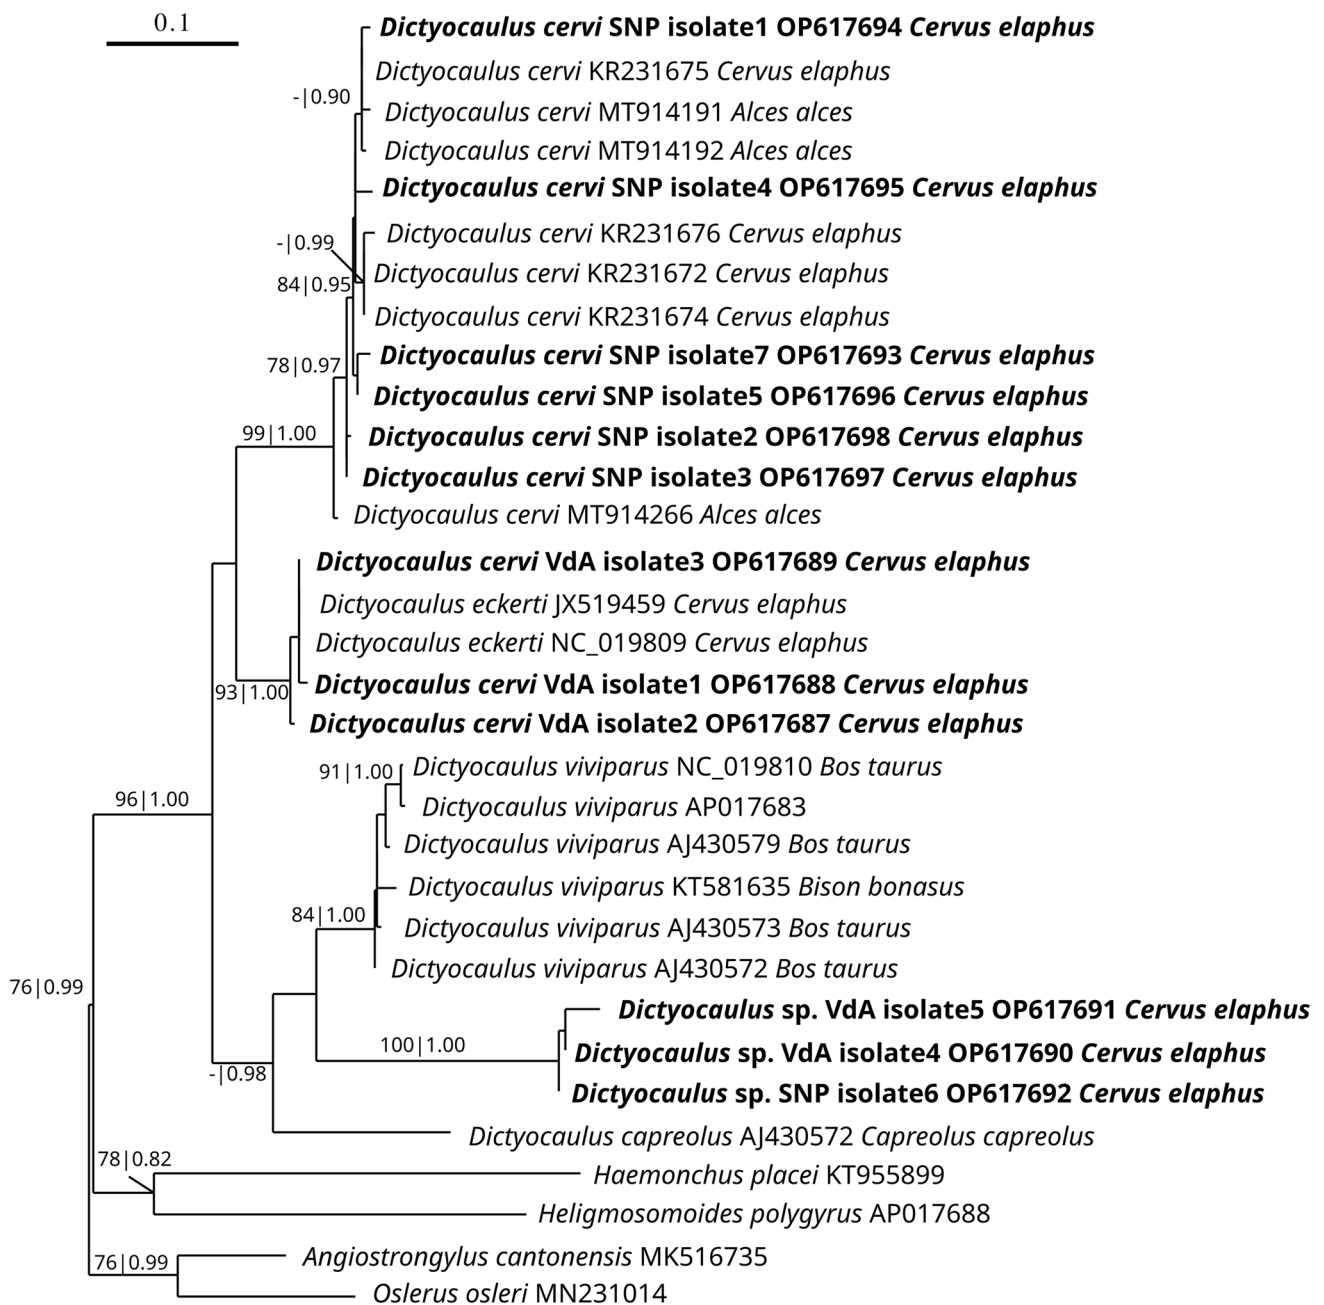 0.1
Dictyocaulus cervi SNP isolate1 OP617694 Cervus elaphus
Dictyocaulus cervi KR231675 Cervus elaphus
-|0.90
Dictyocaulus cervi MT914191 Alces alces
Dictyocaulus cervi MT914192 Alces alces
Dictyocaulus cervi SNP isolate4 OP617695 Cervus elaphus
Dictyocaulus cervi KR231676 Cervus elaphus
-|0.99
Dictyocaulus cervi KR231672 Cervus elaphus
84|0.95
Dictyocaulus cervi KR231674 Cervus elaphus
Dictyocaulus cervi SNP isolate7 OP617693 Cervus elaphus
78|0.97
Dictyocaulus cervi SNP isolate5 OP617696 Cervus elaphus
99|1.00
Dictyocaulus cervi SNP isolate2 OP617698 Cervus elaphus
Dictyocaulus cervi SNP isolate3 OP617697 Cervus elaphus
Dictyocaulus cervi MT914266 Alces alces
Dictyocaulus cervi VdA isolate3 OP617689 Cervus elaphus
Dictyocaulus eckerti JX519459 Cervus elaphus
Dictyocaulus eckerti NC_019809 Cervus elaphus
93|1.00
Dictyocaulus cervi VdA isolate1 OP617688 Cervus elaphus
Dictyocaulus cervi VdA isolate2 OP617687 Cervus elaphus
91|1.00
Dictyocaulus viviparus NC_019810 Bos taurus
96|1.00
Dictyocaulus viviparus AP017683
Dictyocaulus viviparus AJ430579 Bos taurus
Dictyocaulus viviparus KT581635 Bison bonasus
84|1.00
Dictyocaulus viviparus AJ430573 Bos taurus
Dictyocaulus viviparus AJ430572 Bos taurus
76|0.99
Dictyocaulus sp. VdA isolate5 OP617691 Cervus elaphus
100|1.00
Dictyocaulus sp. VdA isolate4 OP617690 Cervus elaphus
-|0.98
Dictyocaulus sp. SNP isolate6 OP617692 Cervus elaphus
Dictyocaulus capreolus AJ430572 Capreolus capreolus
78|0.82
Haemonchus placei KT955899
Heligmosomoides polygyrus AP017688
76|0.99
Angiostrongylus cantonensis MK516735
Oslerus osleri MN231014